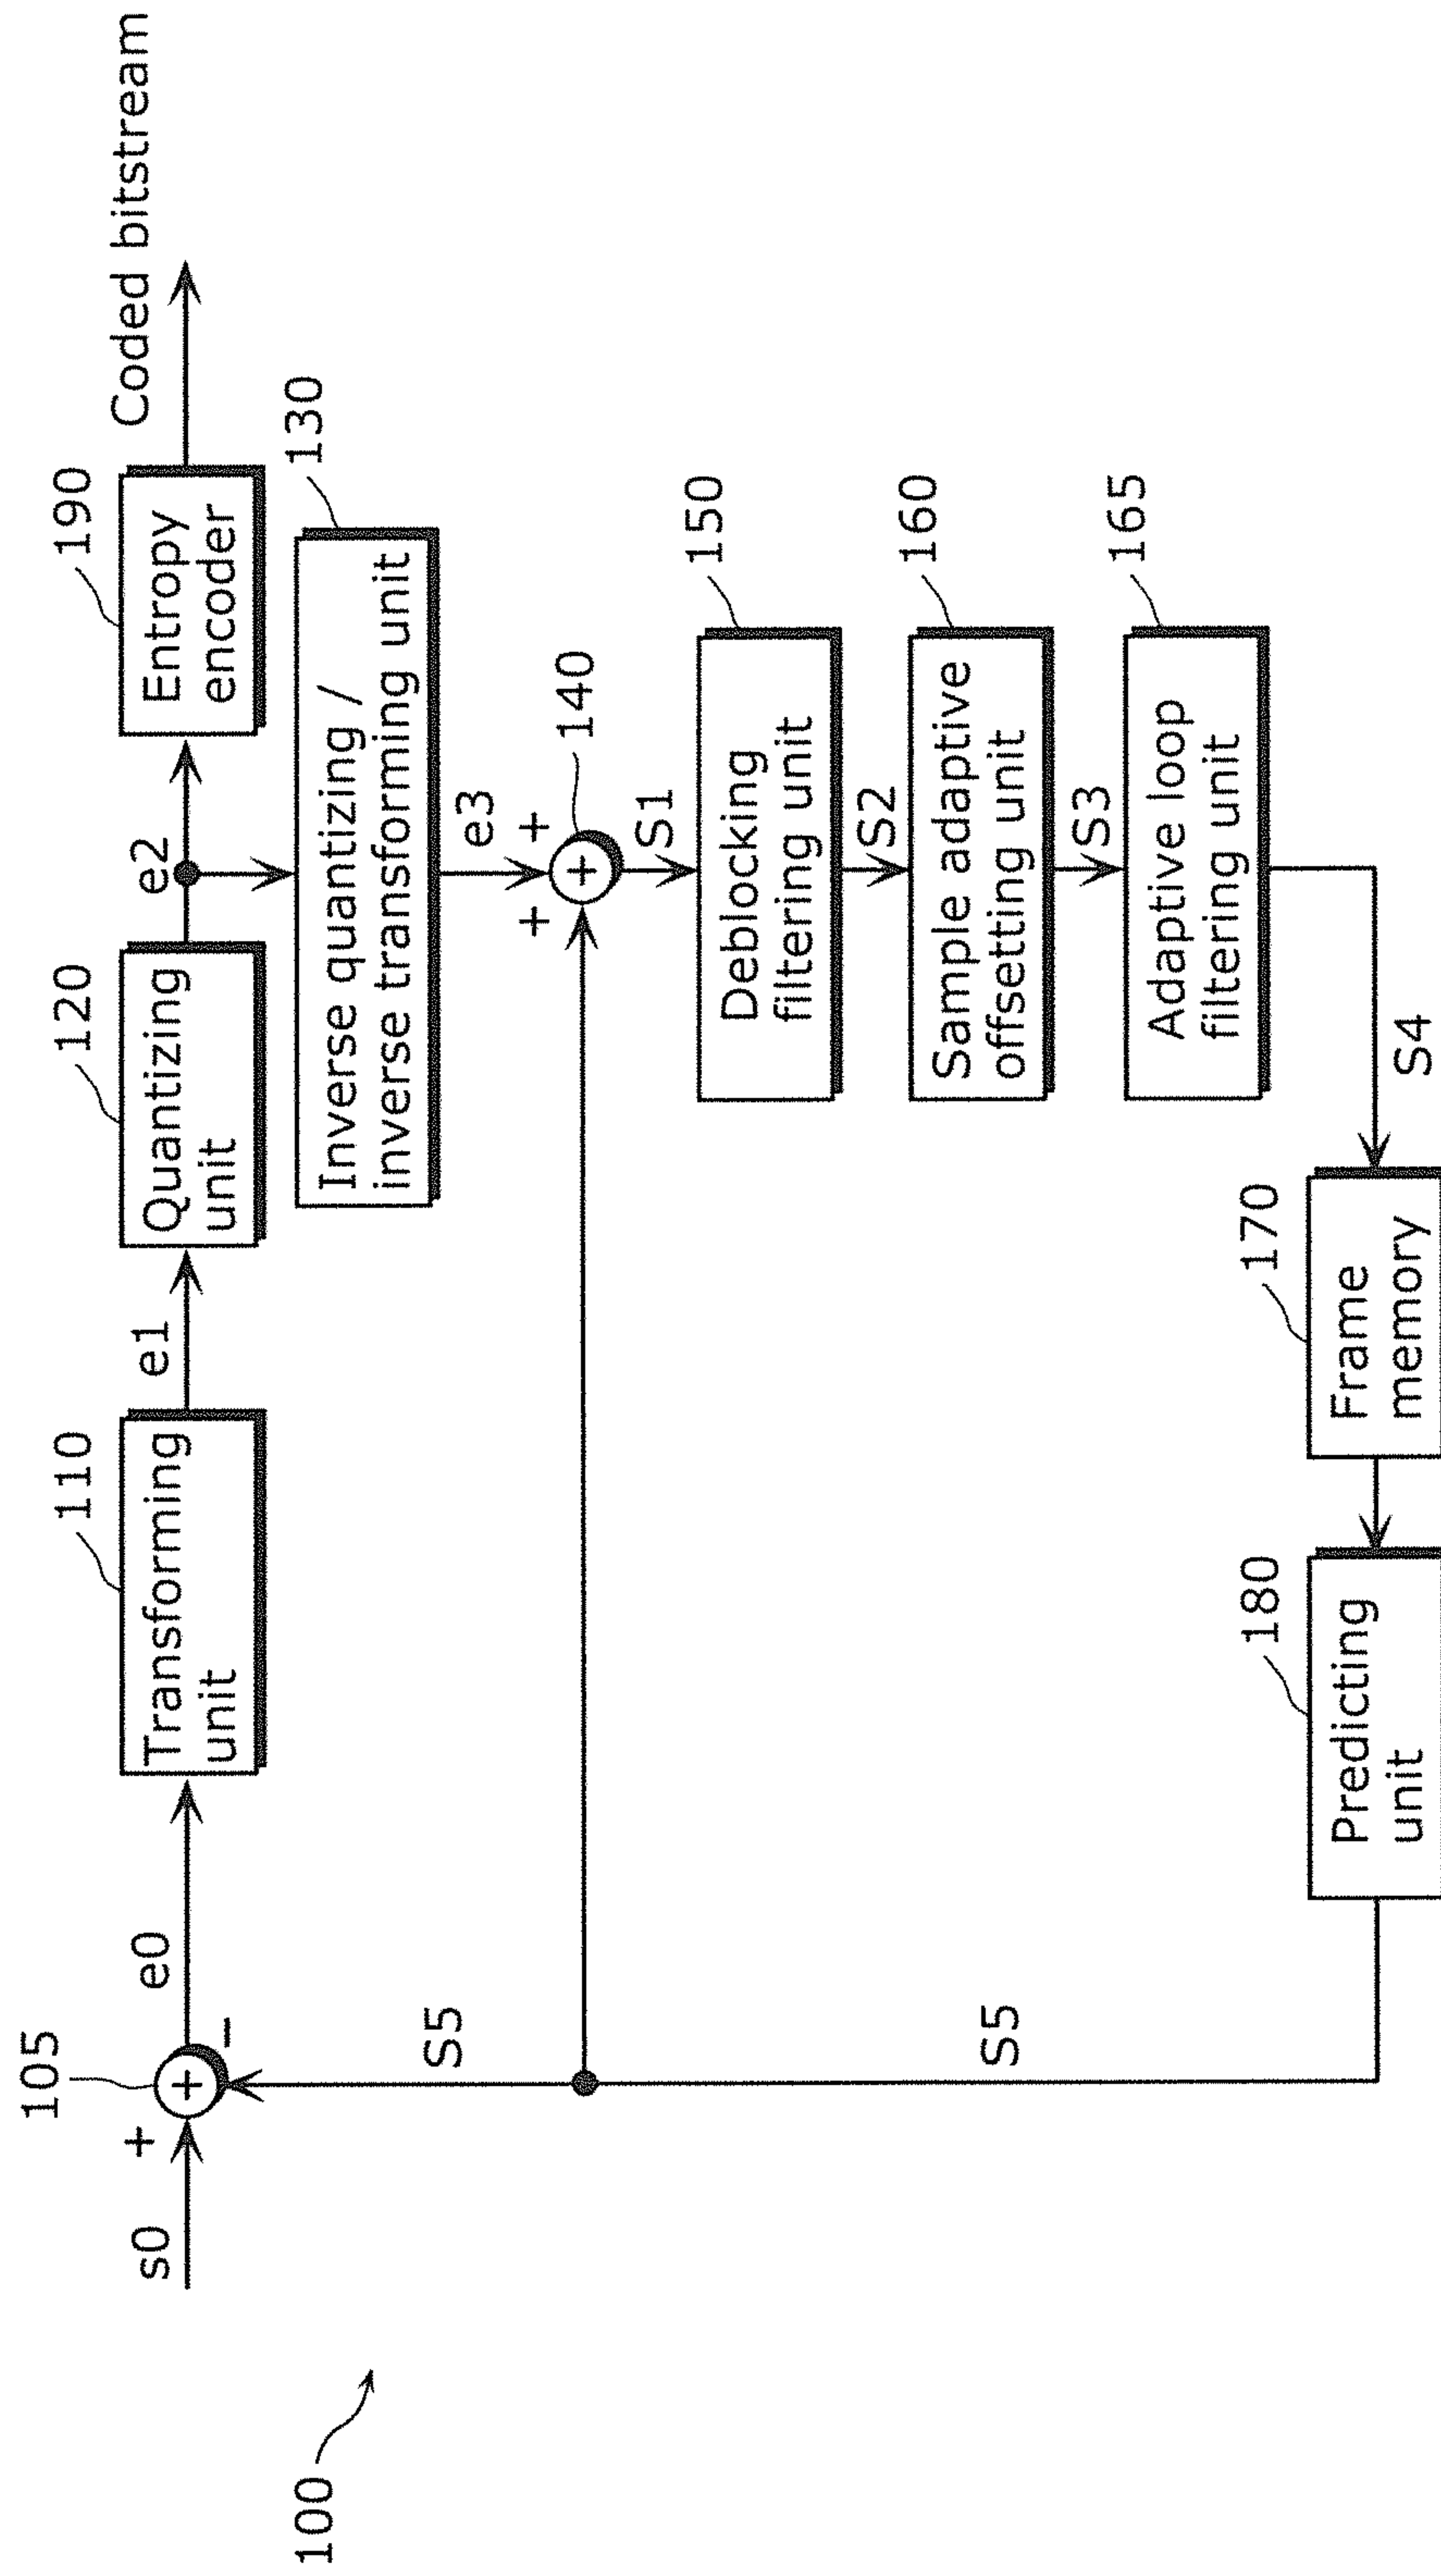 100
s0
+
105
+
−
e0
110
Transforming
unit
e1
120
Quantizing
unit
e2
190
Entropy
encoder
Coded bitstream
130
Inverse quantizing /
inverse transforming unit
e3
+
+
+
140
S1
150
Deblocking
filtering unit
S2
160
Sample adaptive
offsetting unit
S3
165
Adaptive loop
filtering unit
S4
170
Frame
memory
180
Predicting
unit
S5
S5